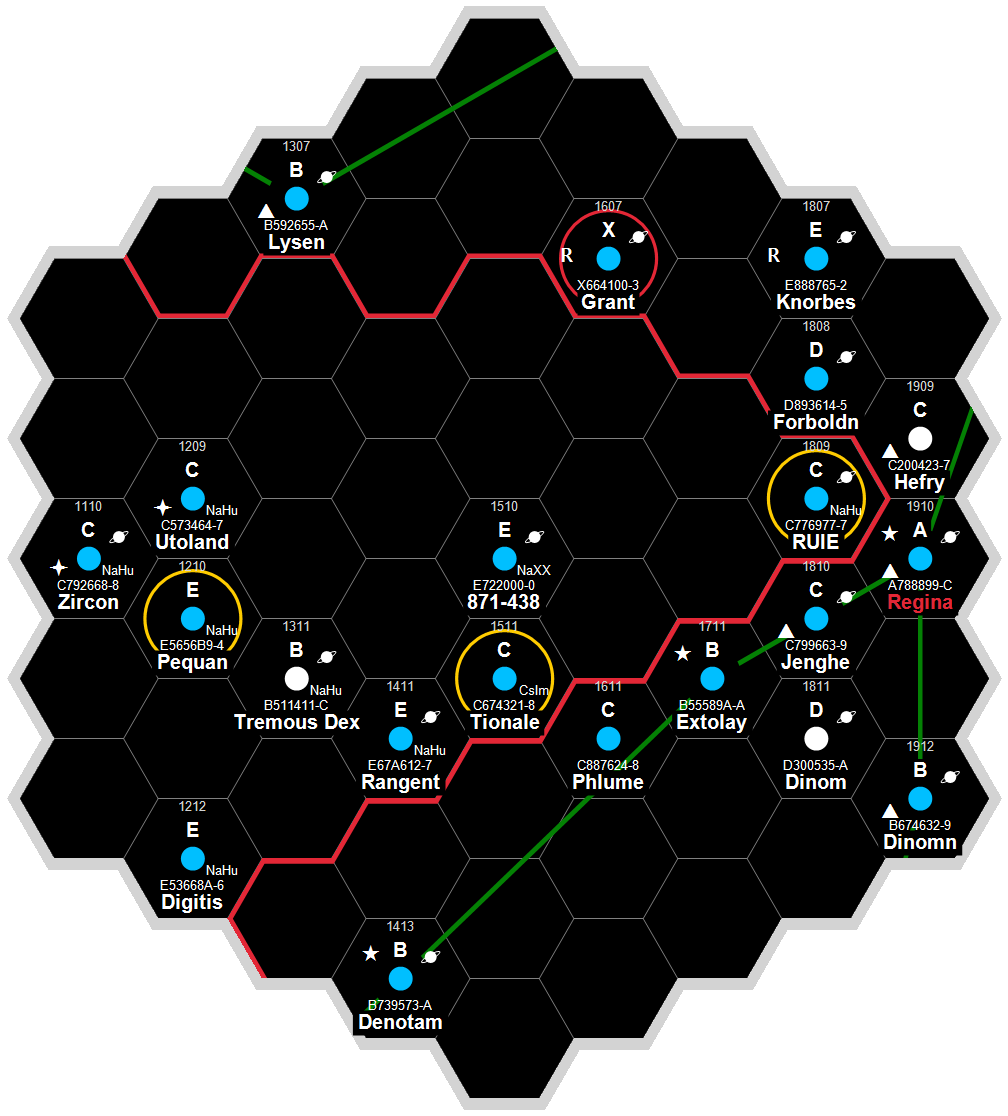 1307
B
B592655-A
Lysen
1607
X
R
X664100-3
Grant
1807
E
R
E888765-2
Knorbes
1808
D
D893614-5
Forboldn
1909
C
C200423-7
Hefry
1209
C
NaHu
C573464-7
Utoland
1809
C
NaHu
C776977-7
RUIE
1110
C
NaHu
C792668-8
Zircon
1510
E
NaXX
E722000-0
871-438
1910
A
A788899-C
Regina
1210
E
NaHu
E5656B9-4
Pequan
1810
C
C799663-9
Jenghe
1311
B
NaHu
B511411-C
Tremous Dex
1511
C
CsIm
C674321-8
Tionale
1711
B
B55589A-A
Extolay
1411
E
NaHu
E67A612-7
Rangent
1611
C
C887624-8
Phlume
1811
D
D300535-A
Dinom
1912
B
B674632-9
Dinomn
1212
E
NaHu
E53668A-6
Digitis
1413
B
B739573-A
Denotam